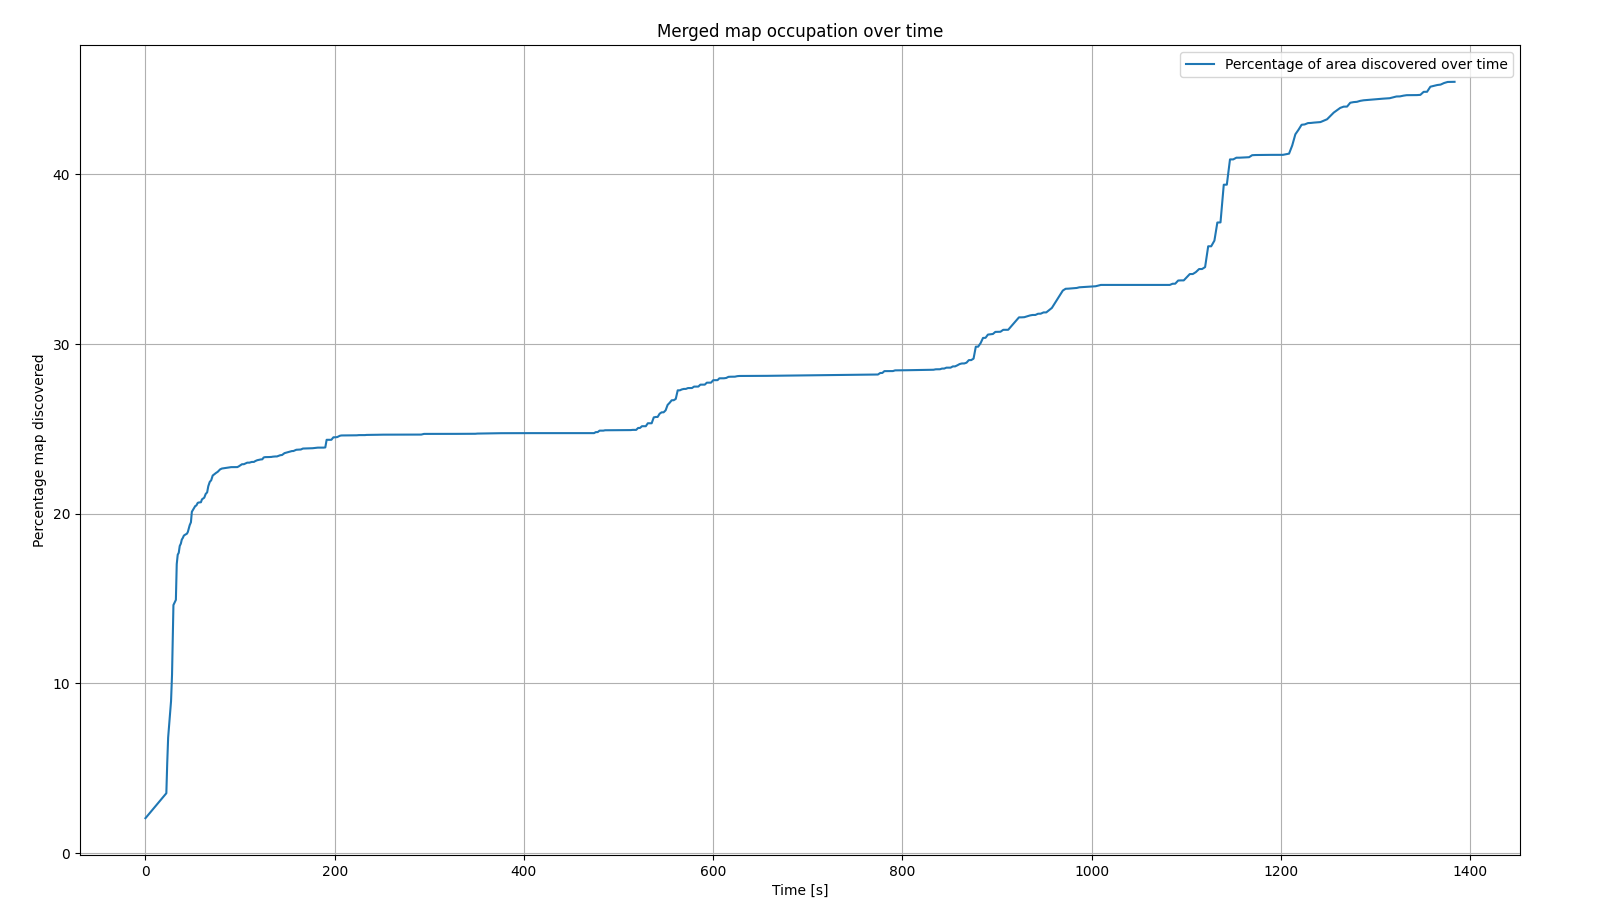 Merged map occupation over time
Percentage of area discovered over time
Percentage map discovered
40
30
20
10
0
0 200 400 600 800 1000 1200 1400
Time [s]